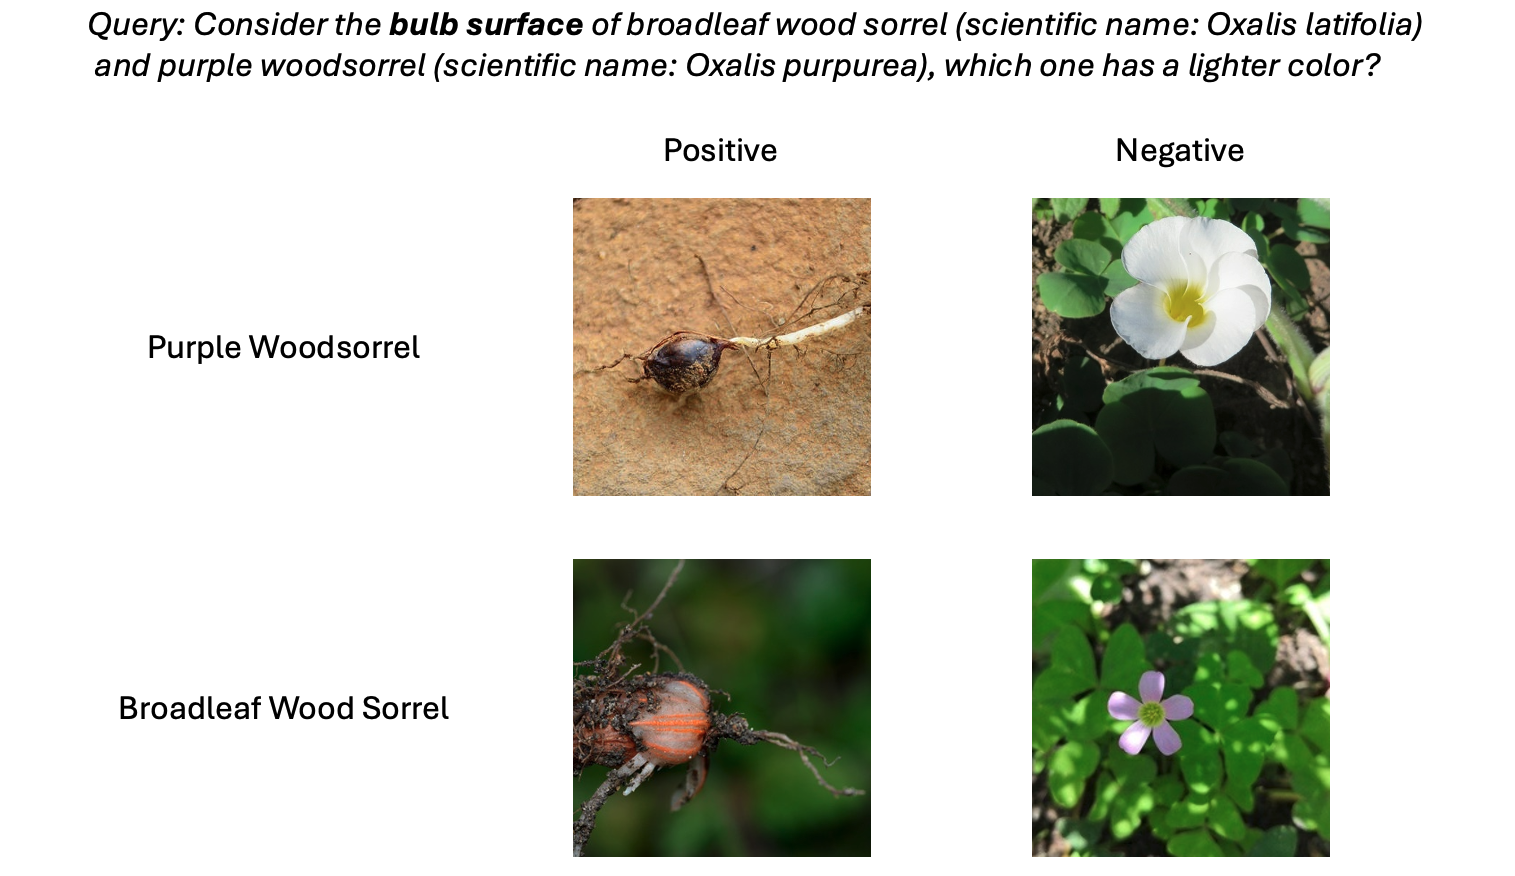 Query: Consider the bulb surface of broadleaf wood sorrel (scientific name: Oxalis latifolia)
and purple woodsorrel (scientific name: Oxalis purpurea), which one has a lighter color?
Positive
Negative
Purple Woodsorrel
Broadleaf Wood Sorrel